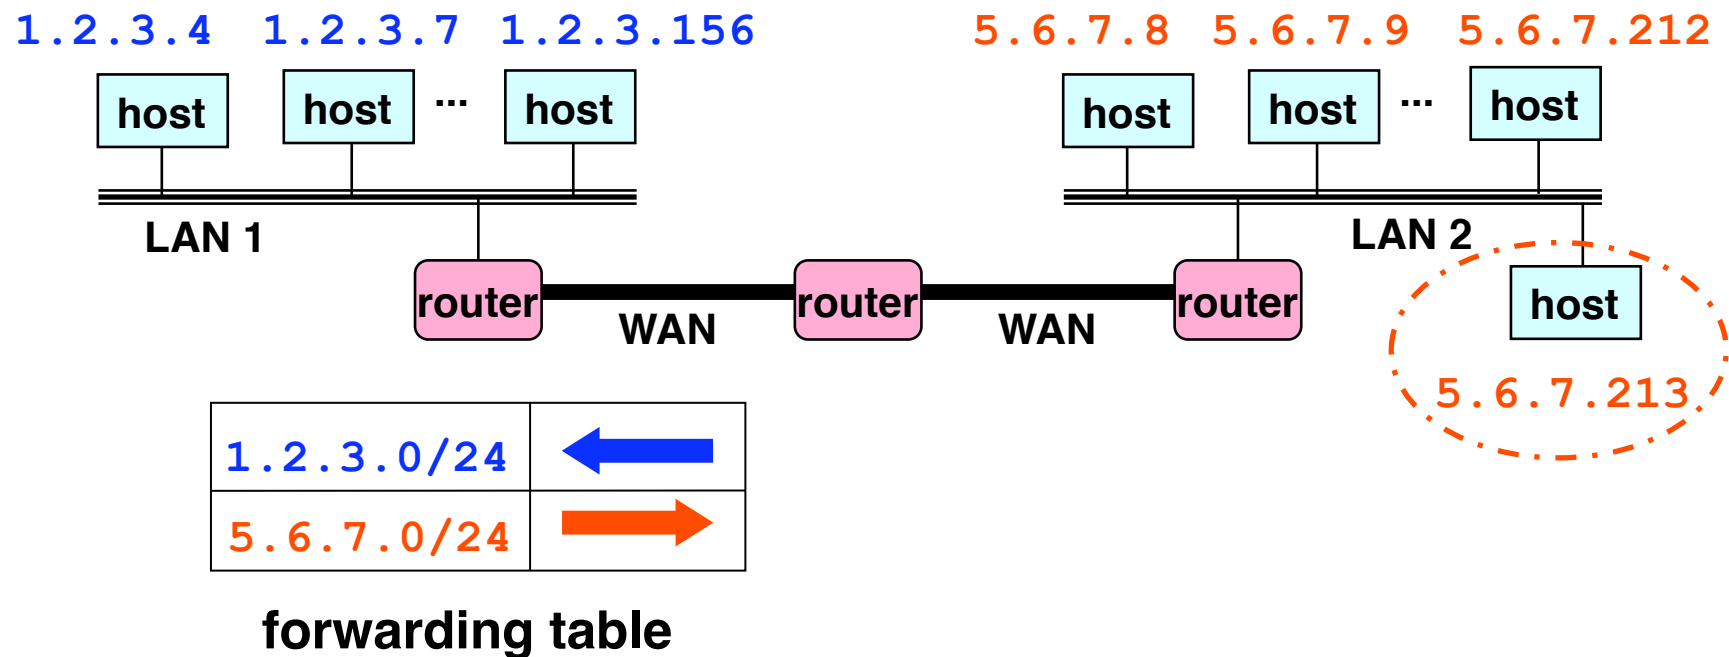 1.2.3.4 1.2.3.7 1.2.3.156 5.6.7.8 5.6.7.9 5.6.7.212
host host ... host host host ... host
LAN 1 LAN 2
router router router host
WAN WAN
5.6.7.213
1.2.3.0/24
5.6.7.0/24
forwarding table